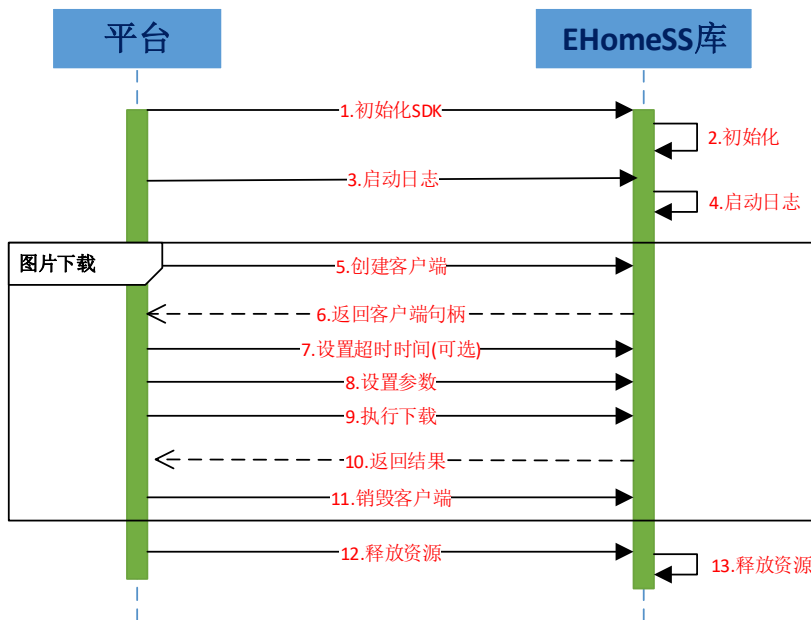 平台
EHomeSS库
1.初始化SDK
2.初始化
3.启动日志
4.启动日志
图片下载
5.创建客户端
6.返回客户端句柄
7.设置超时时间(可选)
8.设置参数
9.执行下载
10.返回结果
11.销毁客户端
12.释放资源
13.释放资源